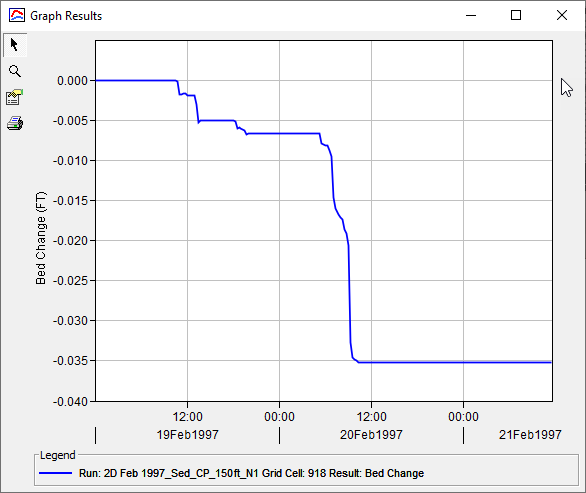 Graph Results
0.000
-0.005
-0.010
-0.015
-0.020
-0.025
-0.030
-0.035
-0.040
Bed Change (FT)
12:00 00:00 12:00 00:00
19Feb1997 20Feb1997 21Feb1997
Legend
Run: 2D Feb 1997_Sed_CP_150ft_N1 Grid Cell: 918 Result: Bed Change